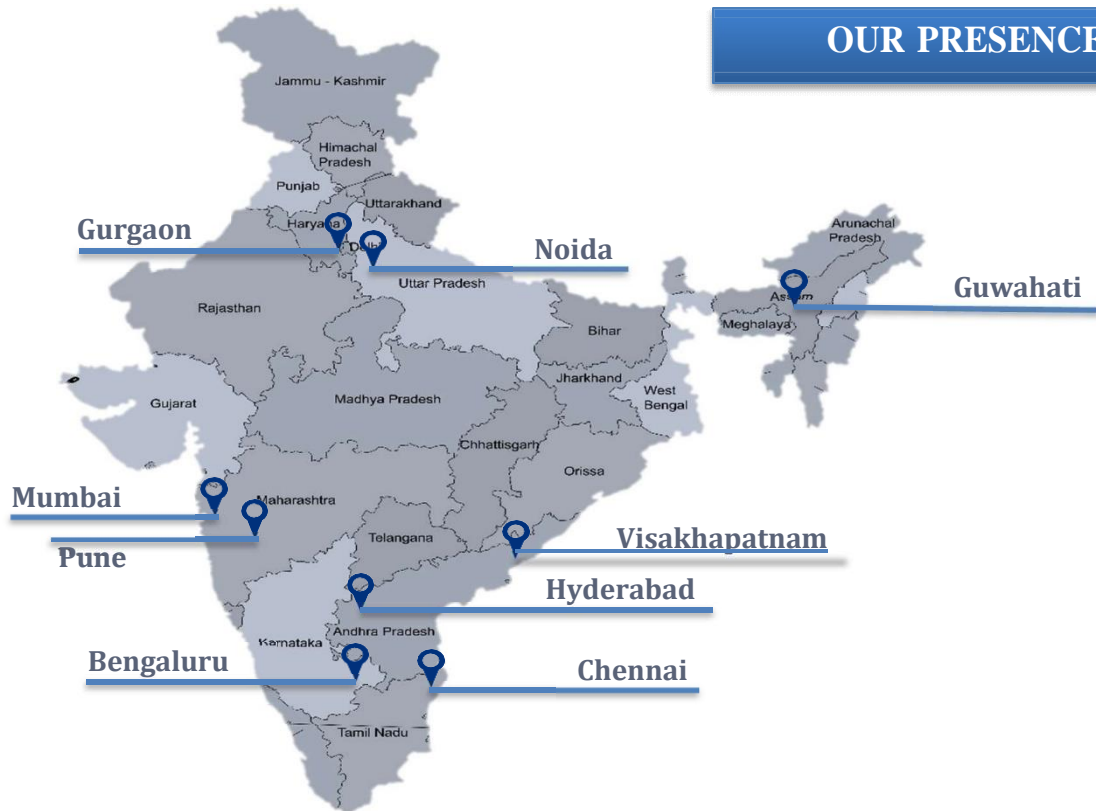 OUR PRESENCE
Jammu - Kashmir
Himachal
Pradesh
Punjab
Uttarakhand
Haryana
Gurgaon
Delhi
Noida
Arunachal
Pradesh
Uttar Pradesh
Rajasthan
Assam
Guwahati
Meghalaya
Bihar
Jharkhand
West
Bengal
Gujarat
Madhya Pradesh
Chhattisgarh
Orissa
Mumbai
Maharashtra
Pune
Telangana
Visakhapatnam
Hyderabad
Andhra Pradesh
Karnataka
Bengaluru
Chennai
Tamil Nadu